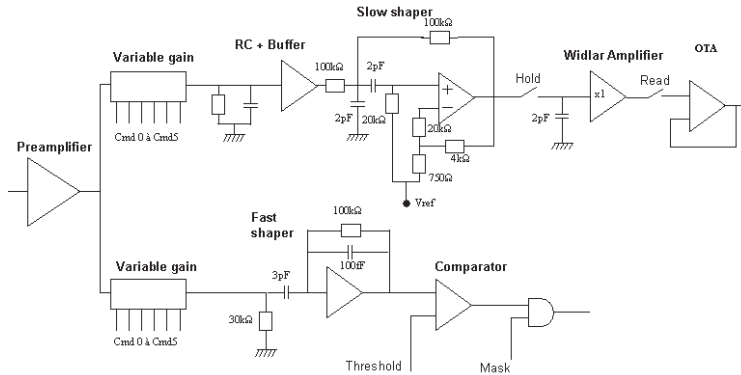 Slow shaper
100kΩ
Variable gain
RC + Buffer
Widlar Amplifier
OTA
100kΩ
2pF
Hold
Read
x1
+
−
Cmd 0 à Cmd5
2pF
20kΩ
20kΩ
2pF
Preamplifier
4kΩ
750Ω
Vref
Fast
shaper
100kΩ
Variable gain
100fF
Comparator
3pF
30kΩ
Cmd 0 à Cmd5
Threshold
Mask